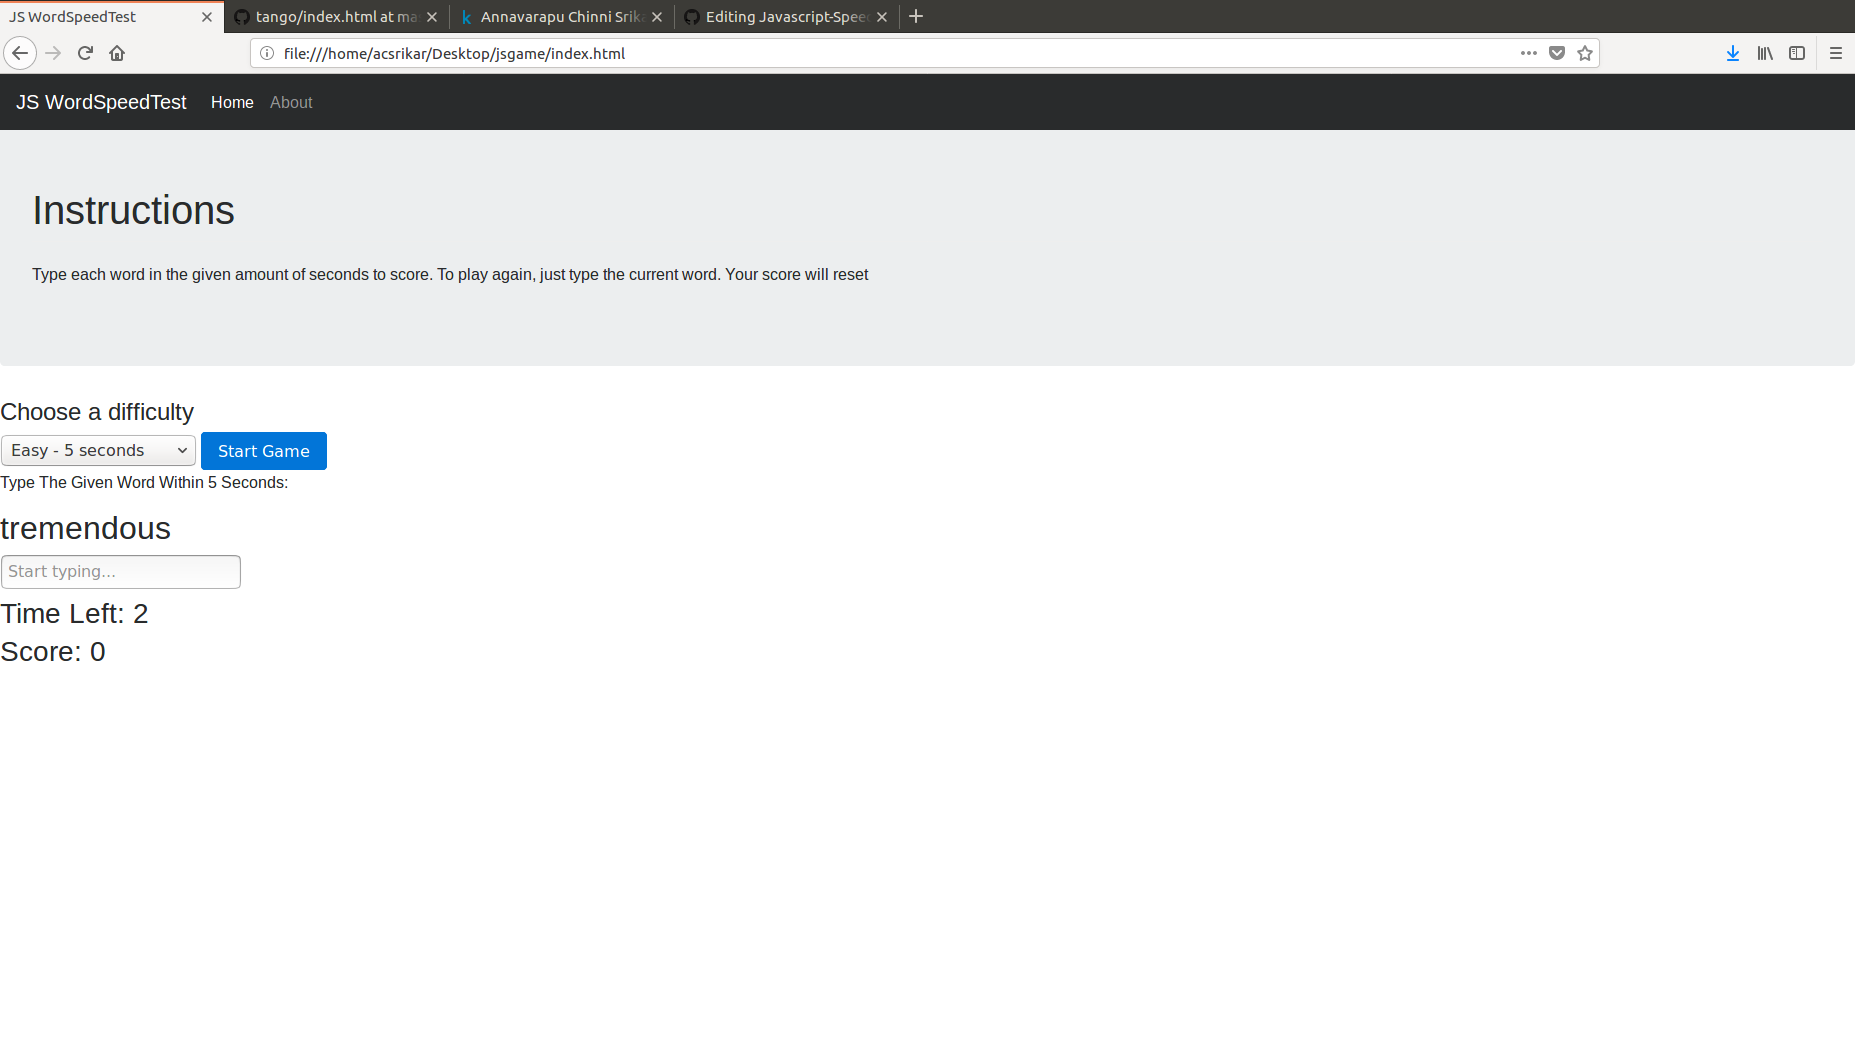 JS WordSpeedTest
tango/index.html at ma
Annavarapu Chinni Srika
Editing Javascript-Spee
file:///home/acsrikar/Desktop/jsgame/index.html
JS WordSpeedTest Home About
Instructions
Type each word in the given amount of seconds to score. To play again, just type the current word. Your score will reset
Choose a difficulty
Easy - 5 seconds Start Game
Type The Given Word Within 5 Seconds:
tremendous
Start typing...
Time Left: 2
Score: 0